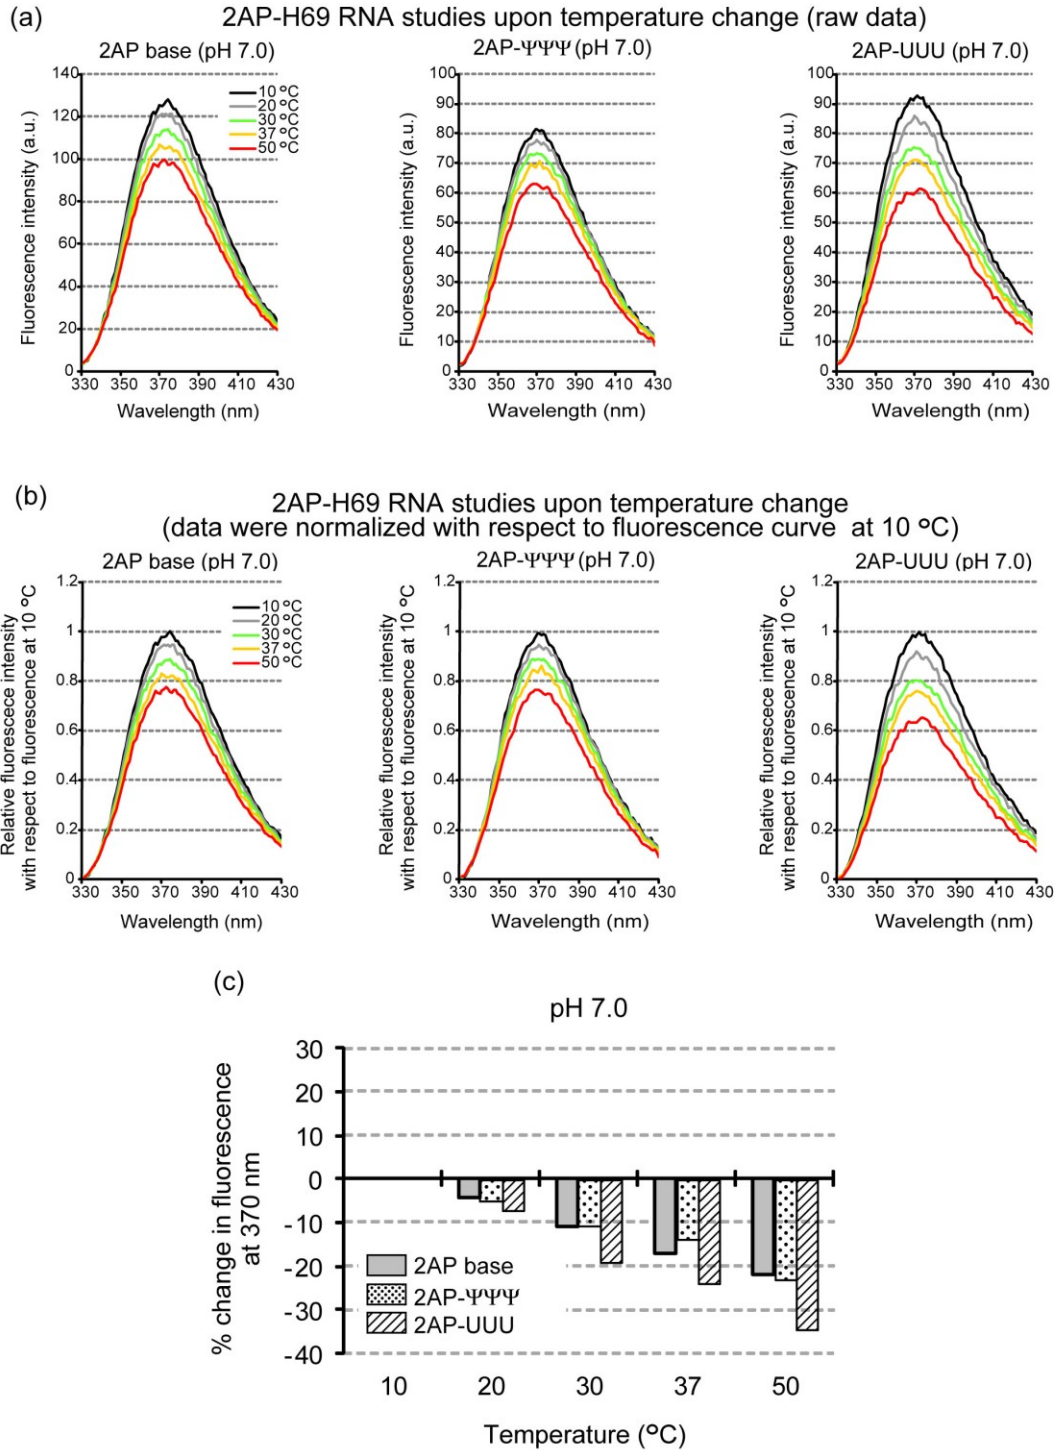 (a)
2AP-H69 RNA studies upon temperature change (raw data)
2AP base (pH 7.0)
2AP-ΨΨΨ (pH 7.0)
2AP-UUU (pH 7.0)
140
120
100
80
60
40
20
0
Fluorescence intensity (a.u.)
10 °C
20 °C
30 °C
37 °C
50 °C
330 350 370 390 410 430
Wavelength (nm)
100
90
80
70
60
50
40
30
20
10
0
Fluorescence intensity (a.u.)
330 350 370 390 410 430
Wavelength (nm)
100
90
80
70
60
50
40
30
20
10
0
Fluorescence intensity (a.u.)
330 350 370 390 410 430
Wavelength (nm)
(b)
2AP-H69 RNA studies upon temperature change
(data were normalized with respect to fluorescence curve at 10 °C)
2AP base (pH 7.0)
2AP-ΨΨΨ (pH 7.0)
2AP-UUU (pH 7.0)
1.2
1
0.8
0.6
0.4
0.2
0
Relative fluorescece intensity
with respect to fluorescence at 10 °C
10 °C
20 °C
30 °C
37 °C
50 °C
330 350 370 390 410 430
Wavelength (nm)
1.2
1
0.8
0.6
0.4
0.2
0
Relative fluorescece intensity
with respect to fluorescence at 10 °C
330 350 370 390 410 430
Wavelength (nm)
1.2
1
0.8
0.6
0.4
0.2
0
Relative fluorescece intensity
with respect to fluorescence at 10 °C
330 350 370 390 410 430
Wavelength (nm)
(c)
pH 7.0
30
20
10
0
-10
-20
-30
-40
% change in fluorescence
at 370 nm
2AP base
2AP-ΨΨΨ
2AP-UUU
10 20 30 37 50
Temperature (°C)